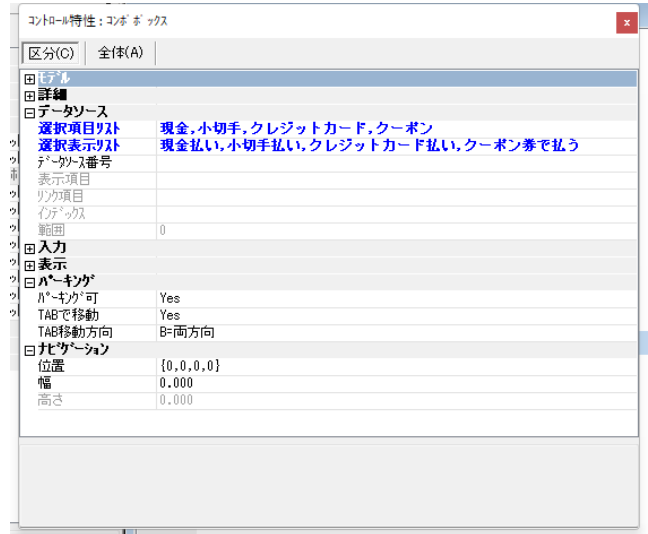 コントロール特性:コンボボックス
x
区分(C) 全体(A)
モデル
詳細
データソース
選択項目リスト 現金,小切手,クレジットカード,クーポン
選択表示リスト 現金払い,小切手払い,クレジットカード払い,クーポン券で払う
データソース番号
表示項目
リンク項目
インデックス
範囲 0
入力
表示
パーキング
パーキング可 Yes
TABで移動 Yes
TAB移動方向 B=両方向
ナビゲーション
位置 {0,0,0,0}
幅 0.000
高さ 0.000